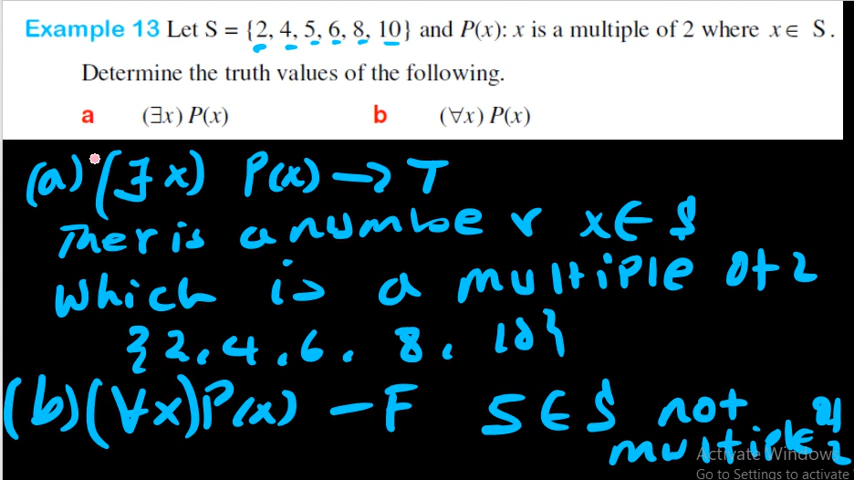 Example 13 Let S = {2, 4, 5, 6, 8, 10} and P(x): x is a multiple of 2 where x ∈ S.
Determine the truth values of the following.
a (∃x) P(x) b (∀x) P(x)
(a) (∃x) P(x) → T
Ther is a number x ∈ S
Which is a multiple of 2
{2, 4, 6, 8, 10}
(b) (∀x) P(x) – F 5 ∈ S not
multiple of 2
Activate Windows
Go to Settings to activate